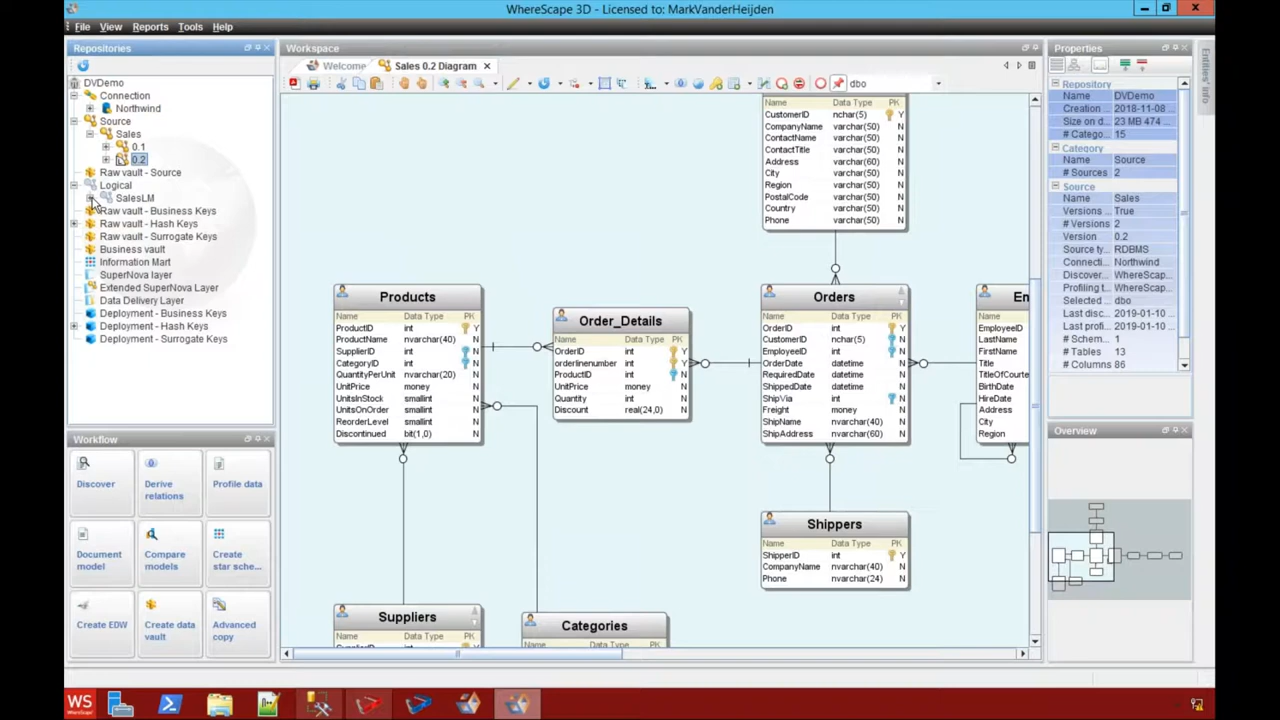 WhereScape 3D - Licensed to: MarkVanderHeijden
File View Reports Tools Help
Repositories
DVDemo
Connection
Northwind
Source
Sales
0.1
0.2
Raw vault - Source
Logical
SalesLM
Raw vault - Business Keys
Raw vault - Hash Keys
Raw vault - Surrogate Keys
Business vault
Information Mart
SuperNova layer
Extended SuperNova Layer
Data Delivery Layer
Deployment - Business Keys
Deployment - Hash Keys
Deployment - Surrogate Keys
Workflow
Discover
Derive relations
Profile data
Document model
Compare models
Create star sche...
Create EDW
Create data vault
Advanced copy
Workspace
Welcome
Sales 0.2 Diagram
dbo
Name Data Type PK
CustomerID nchar(5) Y
CompanyName varchar(50) N
ContactName varchar(50) N
ContactTitle varchar(50) N
Address varchar(60) N
City varchar(50) N
Region varchar(50) N
PostalCode varchar(50) N
Country varchar(50) N
Phone varchar(50) N
Products
Name Data Type PK
ProductID int Y
ProductName nvarchar(40) N
SupplierID int N
CategoryID int N
QuantityPerUnit nvarchar(20) N
UnitPrice money N
UnitsInStock smallint N
UnitsOnOrder smallint N
ReorderLevel smallint N
Discontinued bit(1,0) N
Order_Details
Name Data Type PK
OrderID int Y
orderlinenumber int Y
ProductID int N
UnitPrice money N
Quantity int N
Discount real(24,0) N
Orders
Name Data Type PK
OrderID int Y
CustomerID nchar(5) N
EmployeeID int N
OrderDate datetime N
RequiredDate datetime N
ShippedDate datetime N
ShipVia int N
Freight money N
ShipName nvarchar(40) N
ShipAddress nvarchar(60) N
En
Name
EmployeeID
LastName
FirstName
Title
TitleOfCourte
BirthDate
HireDate
Address
City
Region
Shippers
Name Data Type PK
ShipperID int Y
CompanyName nvarchar(40) N
Phone nvarchar(24) N
Suppliers
Name Data Type PK
Categories
Name Data Type PK
Properties
Repository
Name DVDemo
Creation ... 2018-11-08 ...
Size on d... 23 MB 474 ...
# Catego... 15
Category
Name Source
# Sources 2
Source
Name Sales
Versions ... True
# Versions 2
Version 0.2
Source ty... RDBMS
Connecti... Northwind
Discover... WhereScap...
Profiling t... WhereScap...
Selected ... dbo
Last disc... 2019-01-10 ...
Last profi... 2019-01-10 ...
# Schem... 1
# Tables 13
# Columns 86
Overview
Entities' info
WS
WhereScape